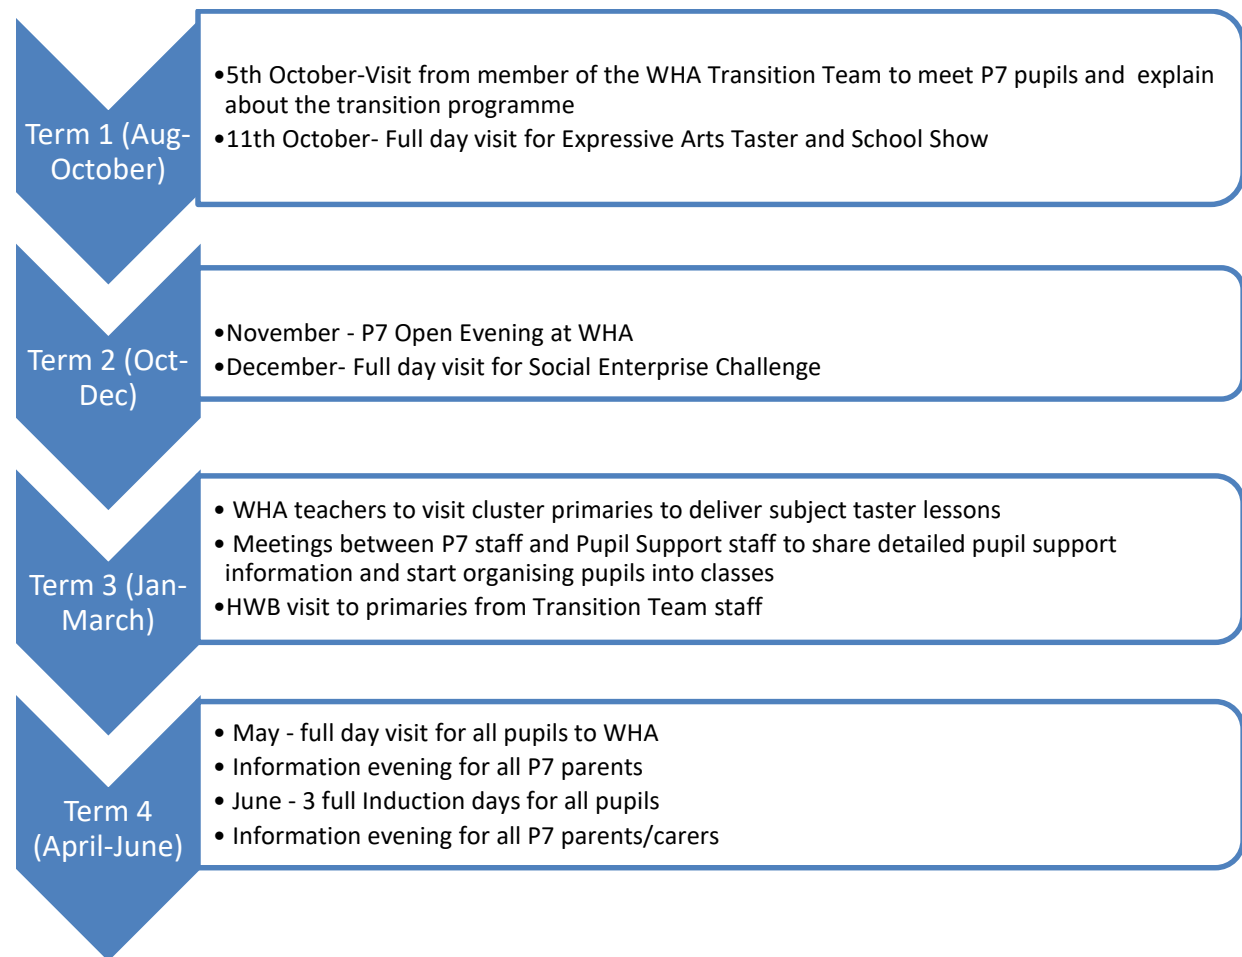 Term 1 (Aug-
October)
•5th October-Visit from member of the WHA Transition Team to meet P7 pupils and  explain
about the transition programme
•11th October- Full day visit for Expressive Arts Taster and School Show
Term 2 (Oct-
Dec)
•November - P7 Open Evening at WHA
•December- Full day visit for Social Enterprise Challenge
Term 3 (Jan-
March)
• WHA teachers to visit cluster primaries to deliver subject taster lessons
• Meetings between P7 staff and Pupil Support staff to share detailed pupil support
information and start organising pupils into classes
•HWB visit to primaries from Transition Team staff
Term 4
(April-June)
• May - full day visit for all pupils to WHA
• Information evening for all P7 parents
• June - 3 full Induction days for all pupils
• Information evening for all P7 parents/carers